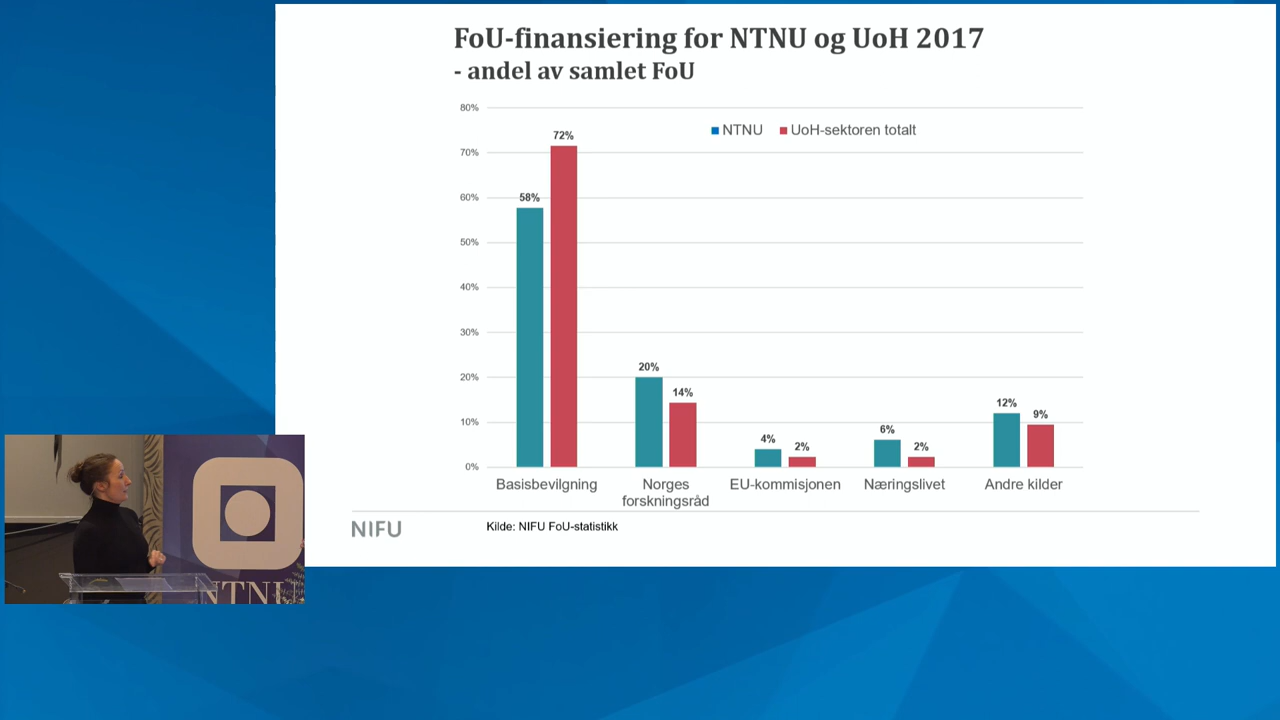 FoU-finansiering for NTNU og UoH 2017
- andel av samlet FoU
NTNU
UoH-sektoren totalt
80%
70%
60%
50%
40%
30%
20%
10%
0%
58%
72%
20%
14%
4%
2%
6%
2%
12%
9%
Basisbevilgning
Norges
forskningsråd
EU-kommisjonen
Næringslivet
Andre kilder
NIFU
Kilde: NIFU FoU-statistikk
NTNU